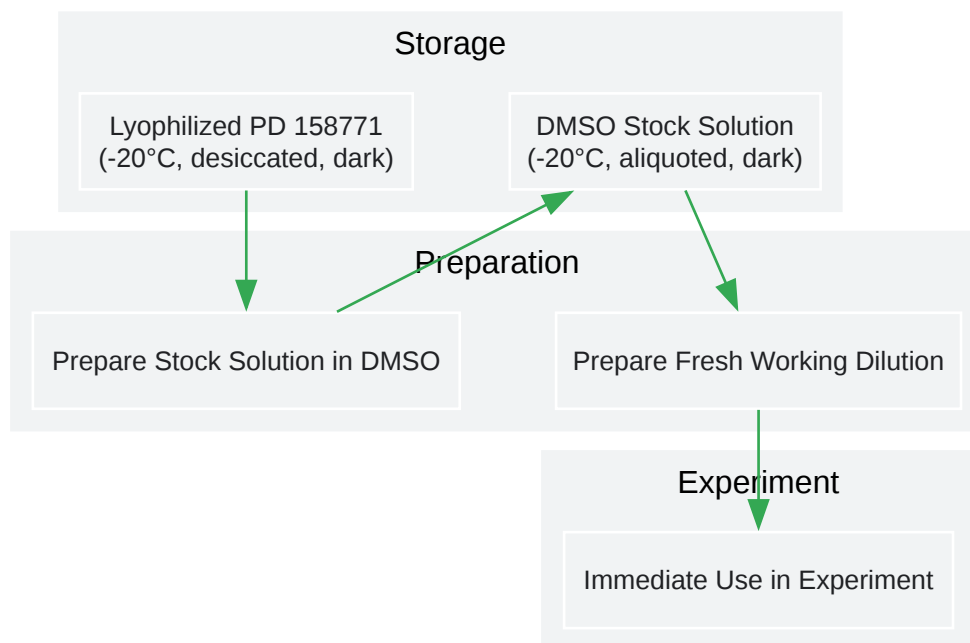 Storage
Lyophilized PD 158771
(-20°C, desiccated, dark)
DMSO Stock Solution
(-20°C, aliquoted, dark)
Preparation
Prepare Stock Solution in DMSO
Prepare Fresh Working Dilution
Experiment
Immediate Use in Experiment